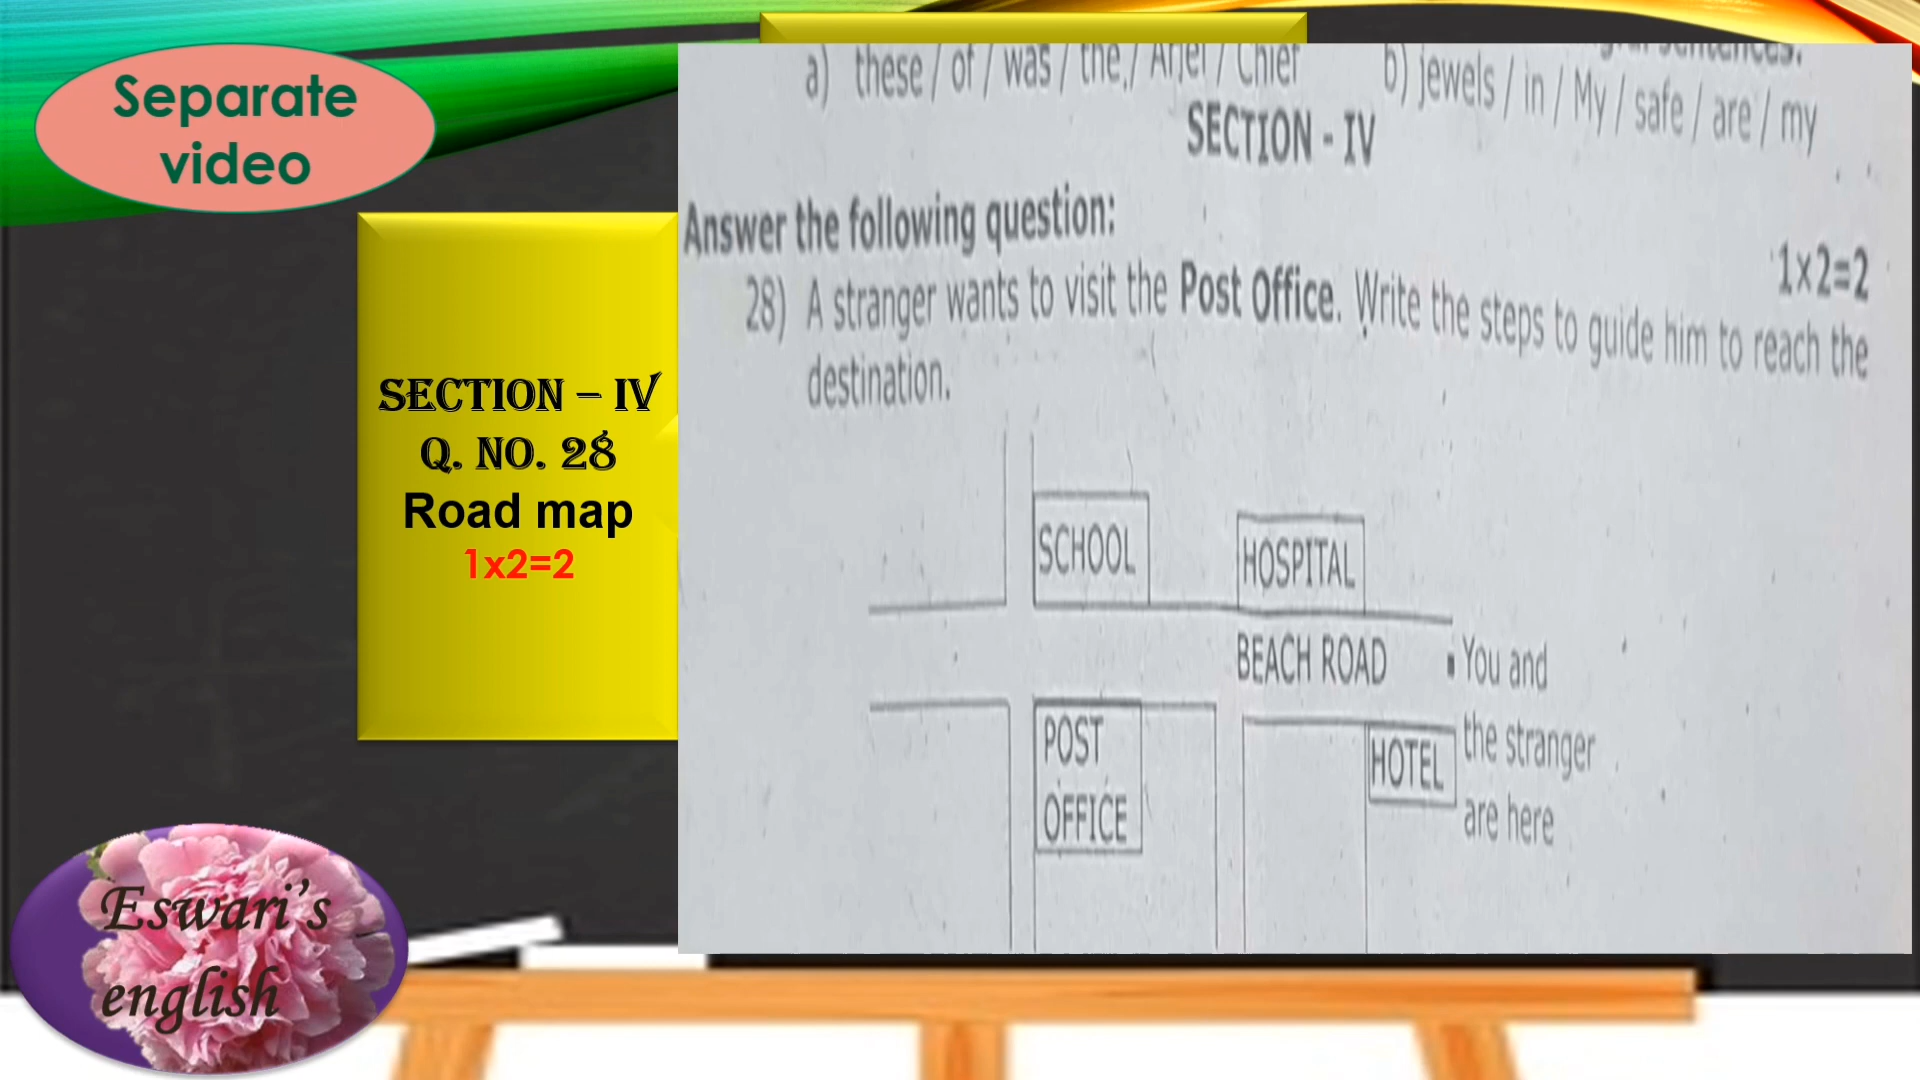 Separate
video
a) these / of / was / the / Ariel / Chief b) jewels / in / My / safe / are / my
SECTION - IV
Answer the following question:
1x2=2
28) A stranger wants to visit the Post Office. Write the steps to guide him to reach the
destination.
SECTION – IV
Q. NO. 28
Road map
1x2=2
SCHOOL
HOSPITAL
BEACH ROAD
You and
the stranger
are here
POST
OFFICE
HOTEL
Eswari's
english